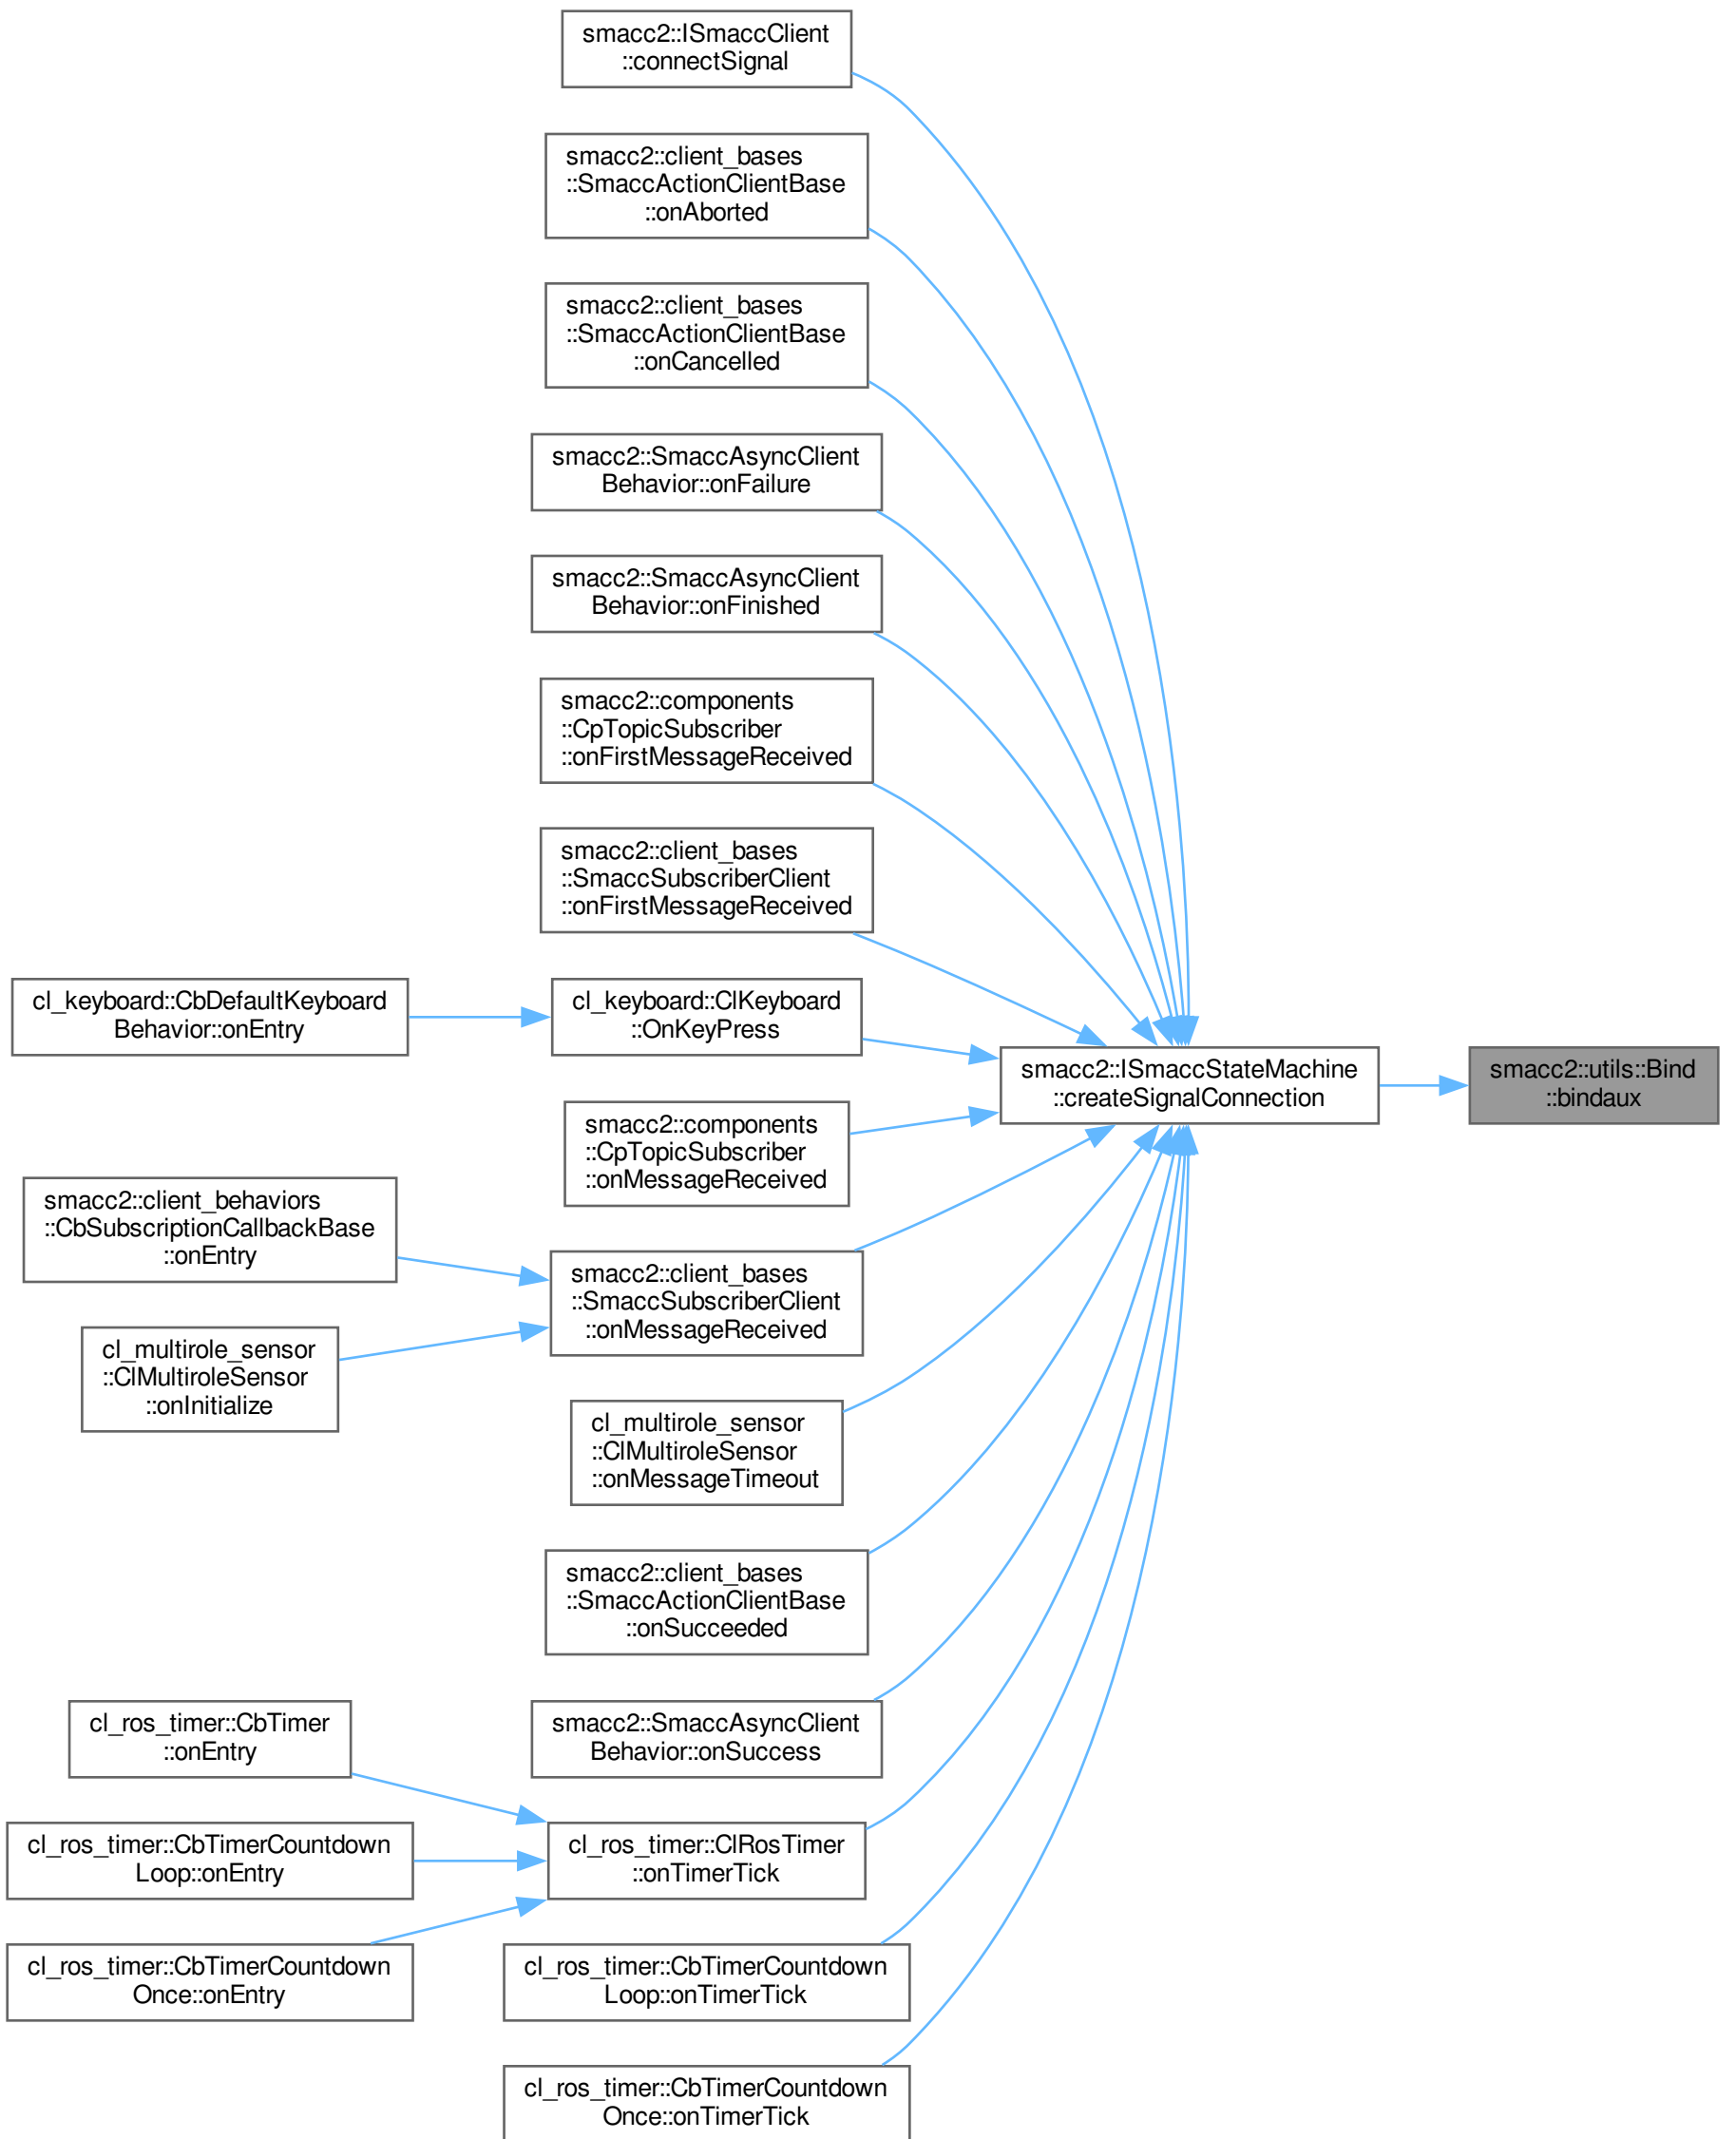 smacc2::ISmaccClient
::connectSignal
smacc2::client_bases
::SmaccActionClientBase
::onAborted
smacc2::client_bases
::SmaccActionClientBase
::onCancelled
smacc2::SmaccAsyncClient
Behavior::onFailure
smacc2::SmaccAsyncClient
Behavior::onFinished
smacc2::components
::CpTopicSubscriber
::onFirstMessageReceived
smacc2::client_bases
::SmaccSubscriberClient
::onFirstMessageReceived
cl_keyboard::CbDefaultKeyboard
Behavior::onEntry
cl_keyboard::ClKeyboard
::OnKeyPress
smacc2::ISmaccStateMachine
::createSignalConnection
smacc2::utils::Bind
::bindaux
smacc2::components
::CpTopicSubscriber
::onMessageReceived
smacc2::client_behaviors
::CbSubscriptionCallbackBase
::onEntry
smacc2::client_bases
::SmaccSubscriberClient
::onMessageReceived
cl_multirole_sensor
::ClMultiroleSensor
::onInitialize
cl_multirole_sensor
::ClMultiroleSensor
::onMessageTimeout
smacc2::client_bases
::SmaccActionClientBase
::onSucceeded
smacc2::SmaccAsyncClient
Behavior::onSuccess
cl_ros_timer::CbTimer
::onEntry
cl_ros_timer::CbTimerCountdown
Loop::onEntry
cl_ros_timer::ClRosTimer
::onTimerTick
cl_ros_timer::CbTimerCountdown
Once::onEntry
cl_ros_timer::CbTimerCountdown
Loop::onTimerTick
cl_ros_timer::CbTimerCountdown
Once::onTimerTick